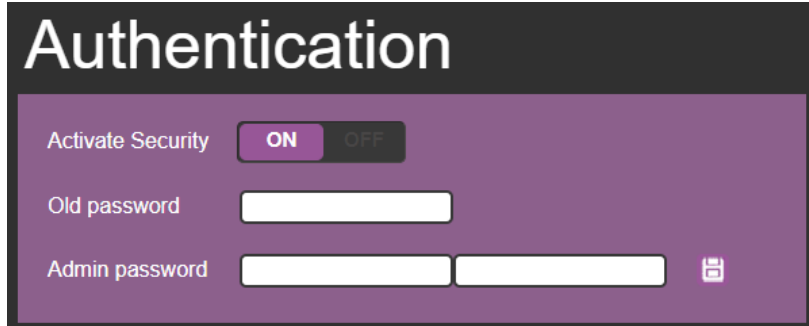 Authentication
Activate Security ON OFF
Old password
Admin password